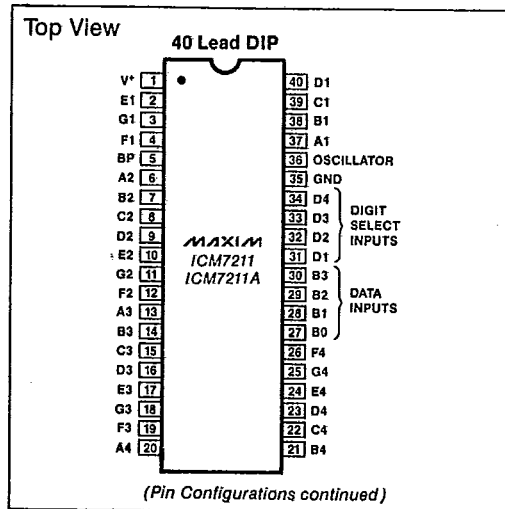 Top View
40 Lead DIP
V+ 1
E1 2
G1 3
F1 4
BP 5
A2 6
B2 7
C2 8
D2 9
E2 10
G2 11
F2 12
A3 13
B3 14
C3 15
D3 16
E3 17
G3 18
F3 19
A4 20
MAXIM
ICM7211
ICM7211A
40 D1
39 C1
38 B1
37 A1
36 OSCILLATOR
35 GND
34 D4
33 D3
32 D2
31 D1
DIGIT
SELECT
INPUTS
30 B3
29 B2
28 B1
27 B0
DATA
INPUTS
26 F4
25 G4
24 E4
23 D4
22 C4
21 B4
(Pin Configurations continued)